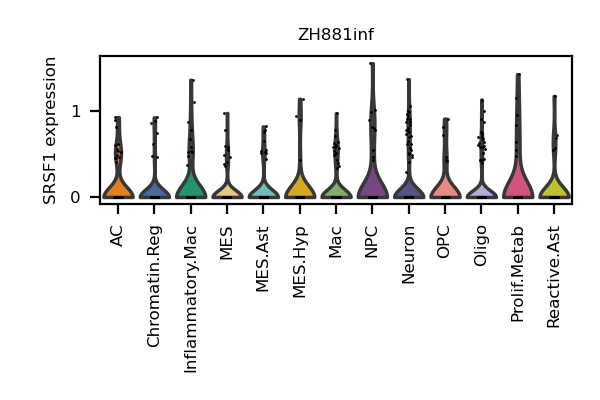 ZH881inf
SRSF1 expression
1
0
AC
Chromatin.Reg
Inflammatory.Mac
MES
MES.Ast
MES.Hyp
Mac
NPC
Neuron
OPC
Oligo
Prolif.Metab
Reactive.Ast